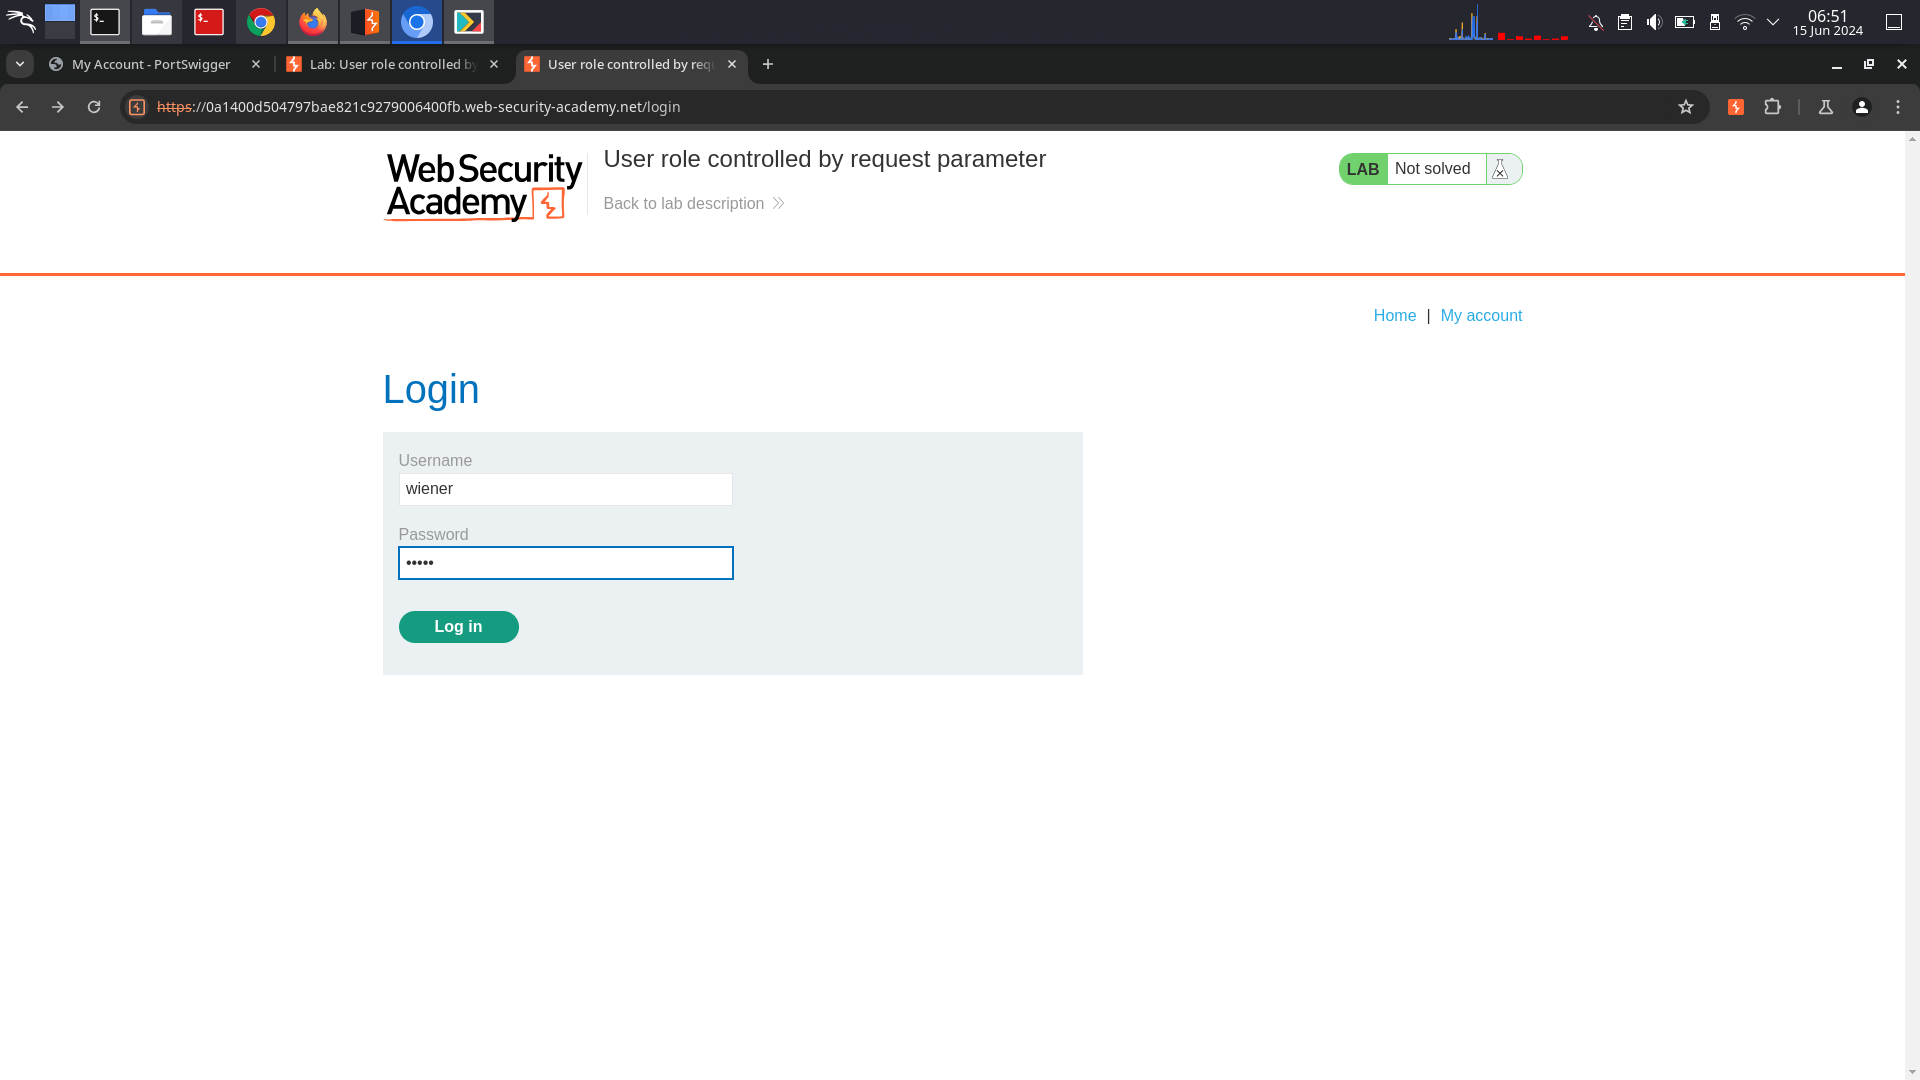 06:51
15 Jun 2024
My Account - PortSwigger
Lab: User role controlled by
User role controlled by req
https://0a1400d504797bae821c9279006400fb.web-security-academy.net/login
Web Security Academy
User role controlled by request parameter
Back to lab description
LAB Not solved
Home | My account
Login
Username
wiener
Password
•••••
Log in